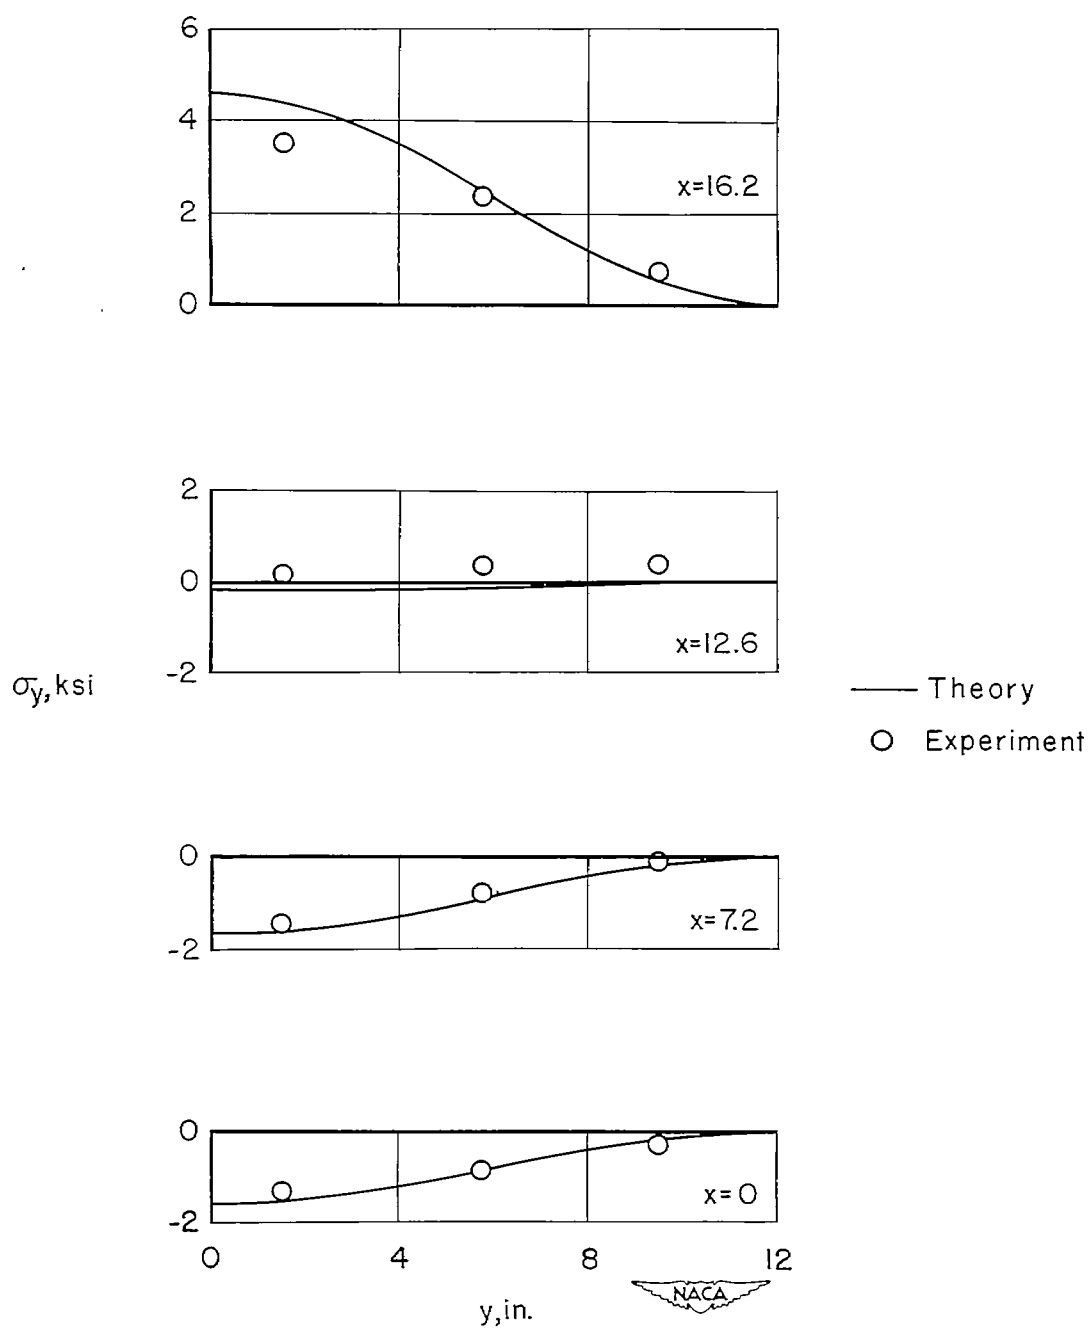 6
4
x=16.2
2
0
2
0
x=12.6
-2
σy, ksi
Theory
Experiment
0
x=7.2
-2
0
x=0
-2
0 4 8 12
NACA
y, in.